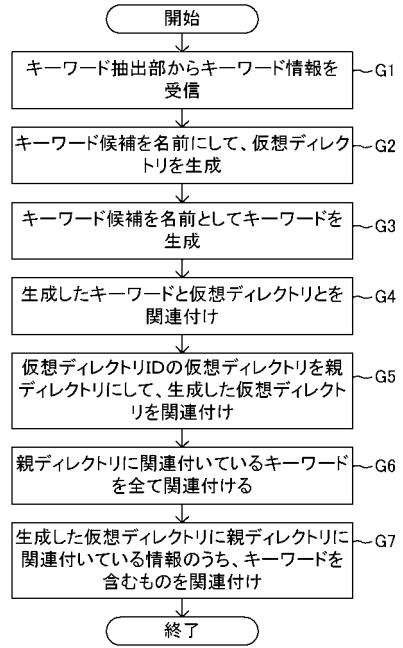 開始
キーワード抽出部からキーワード情報を
受信
G1
キーワード候補を名前にして、仮想ディレク
トリを生成
G2
キーワード候補を名前としてキーワードを
生成
G3
生成したキーワードと仮想ディレクトリとを
関連付け
G4
仮想ディレクトリIDの仮想ディレクトリを親
ディレクトリにして、生成した仮想ディレクト
リを関連付け
G5
親ディレクトリに関連付いているキーワード
を全て関連付ける
G6
生成した仮想ディレクトリに親ディレクトリに
関連付いている情報のうち、キーワードを
含むものを関連付け
G7
終了